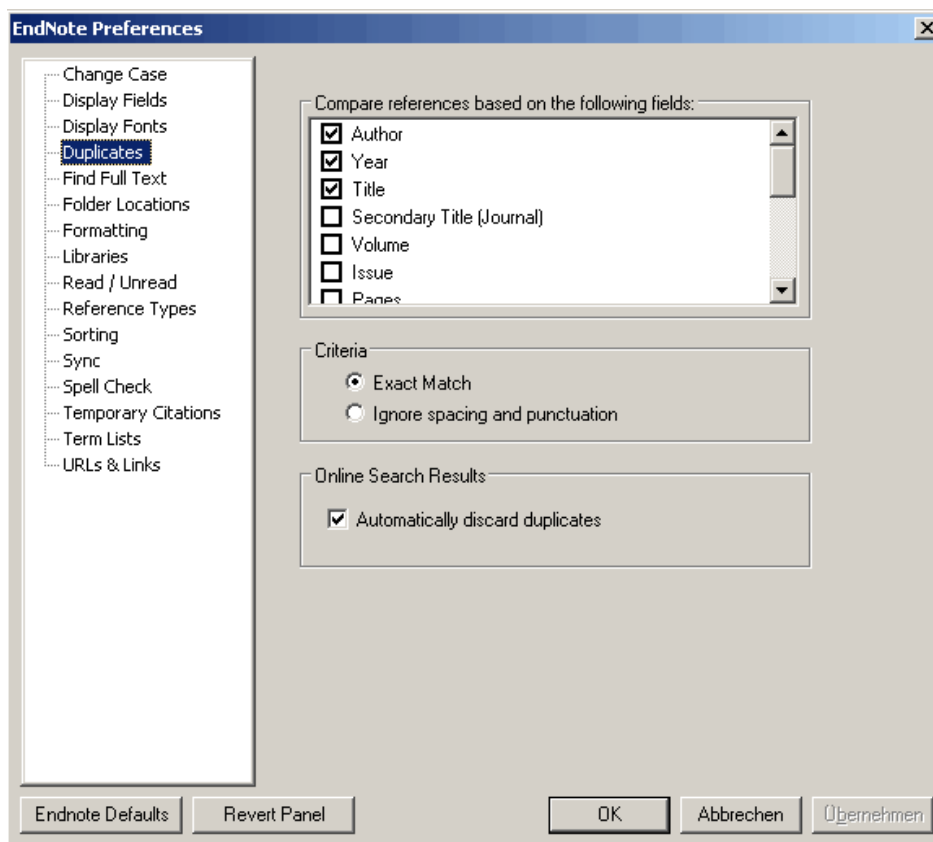 EndNote Preferences
Change Case
Display Fields
Display Fonts
Duplicates
Find Full Text
Folder Locations
Formatting
Libraries
Read / Unread
Reference Types
Sorting
Sync
Spell Check
Temporary Citations
Term Lists
URLs & Links
Compare references based on the following fields:
Author
Year
Title
Secondary Title (Journal)
Volume
Issue
Pages
Criteria
Exact Match
Ignore spacing and punctuation
Online Search Results
Automatically discard duplicates
Endnote Defaults
Revert Panel
OK
Abbrechen
Übernehmen